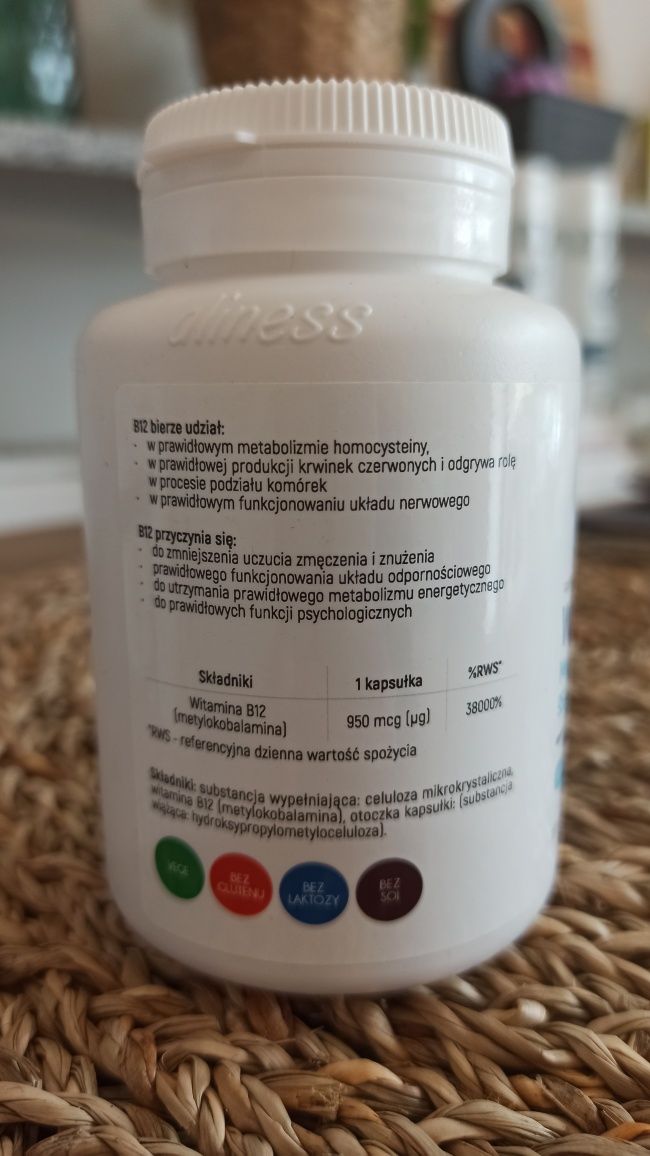 aliness
B12 bierze udział:
- w prawidłowym metabolizmie homocysteiny,
- w prawidłowej produkcji krwinek czerwonych i odgrywa rolę
w procesie podziału komórek
- w prawidłowym funkcjonowaniu układu nerwowego
B12 przyczynia się:
- do zmniejszenia uczucia zmęczenia i znużenia
- prawidłowego funkcjonowania układu odpornościowego
- do utrzymania prawidłowego metabolizmu energetycznego
- do prawidłowych funkcji psychologicznych
Składniki 1 kapsułka %RWS*
Witamina B12
(metylokobalamina) 950 mcg (µg) 38000%
*RWS - referencyjna dzienna wartość spożycia
Składniki: substancja wypełniająca: celuloza mikrokrystaliczna,
witamina B12 (metylokobalamina), otoczka kapsułki: (substancja
wiążąca: hydroksypropylometyloceluloza).
VEGE
BEZ
GLUTENU
BEZ
LAKTOZY
BEZ
SOI